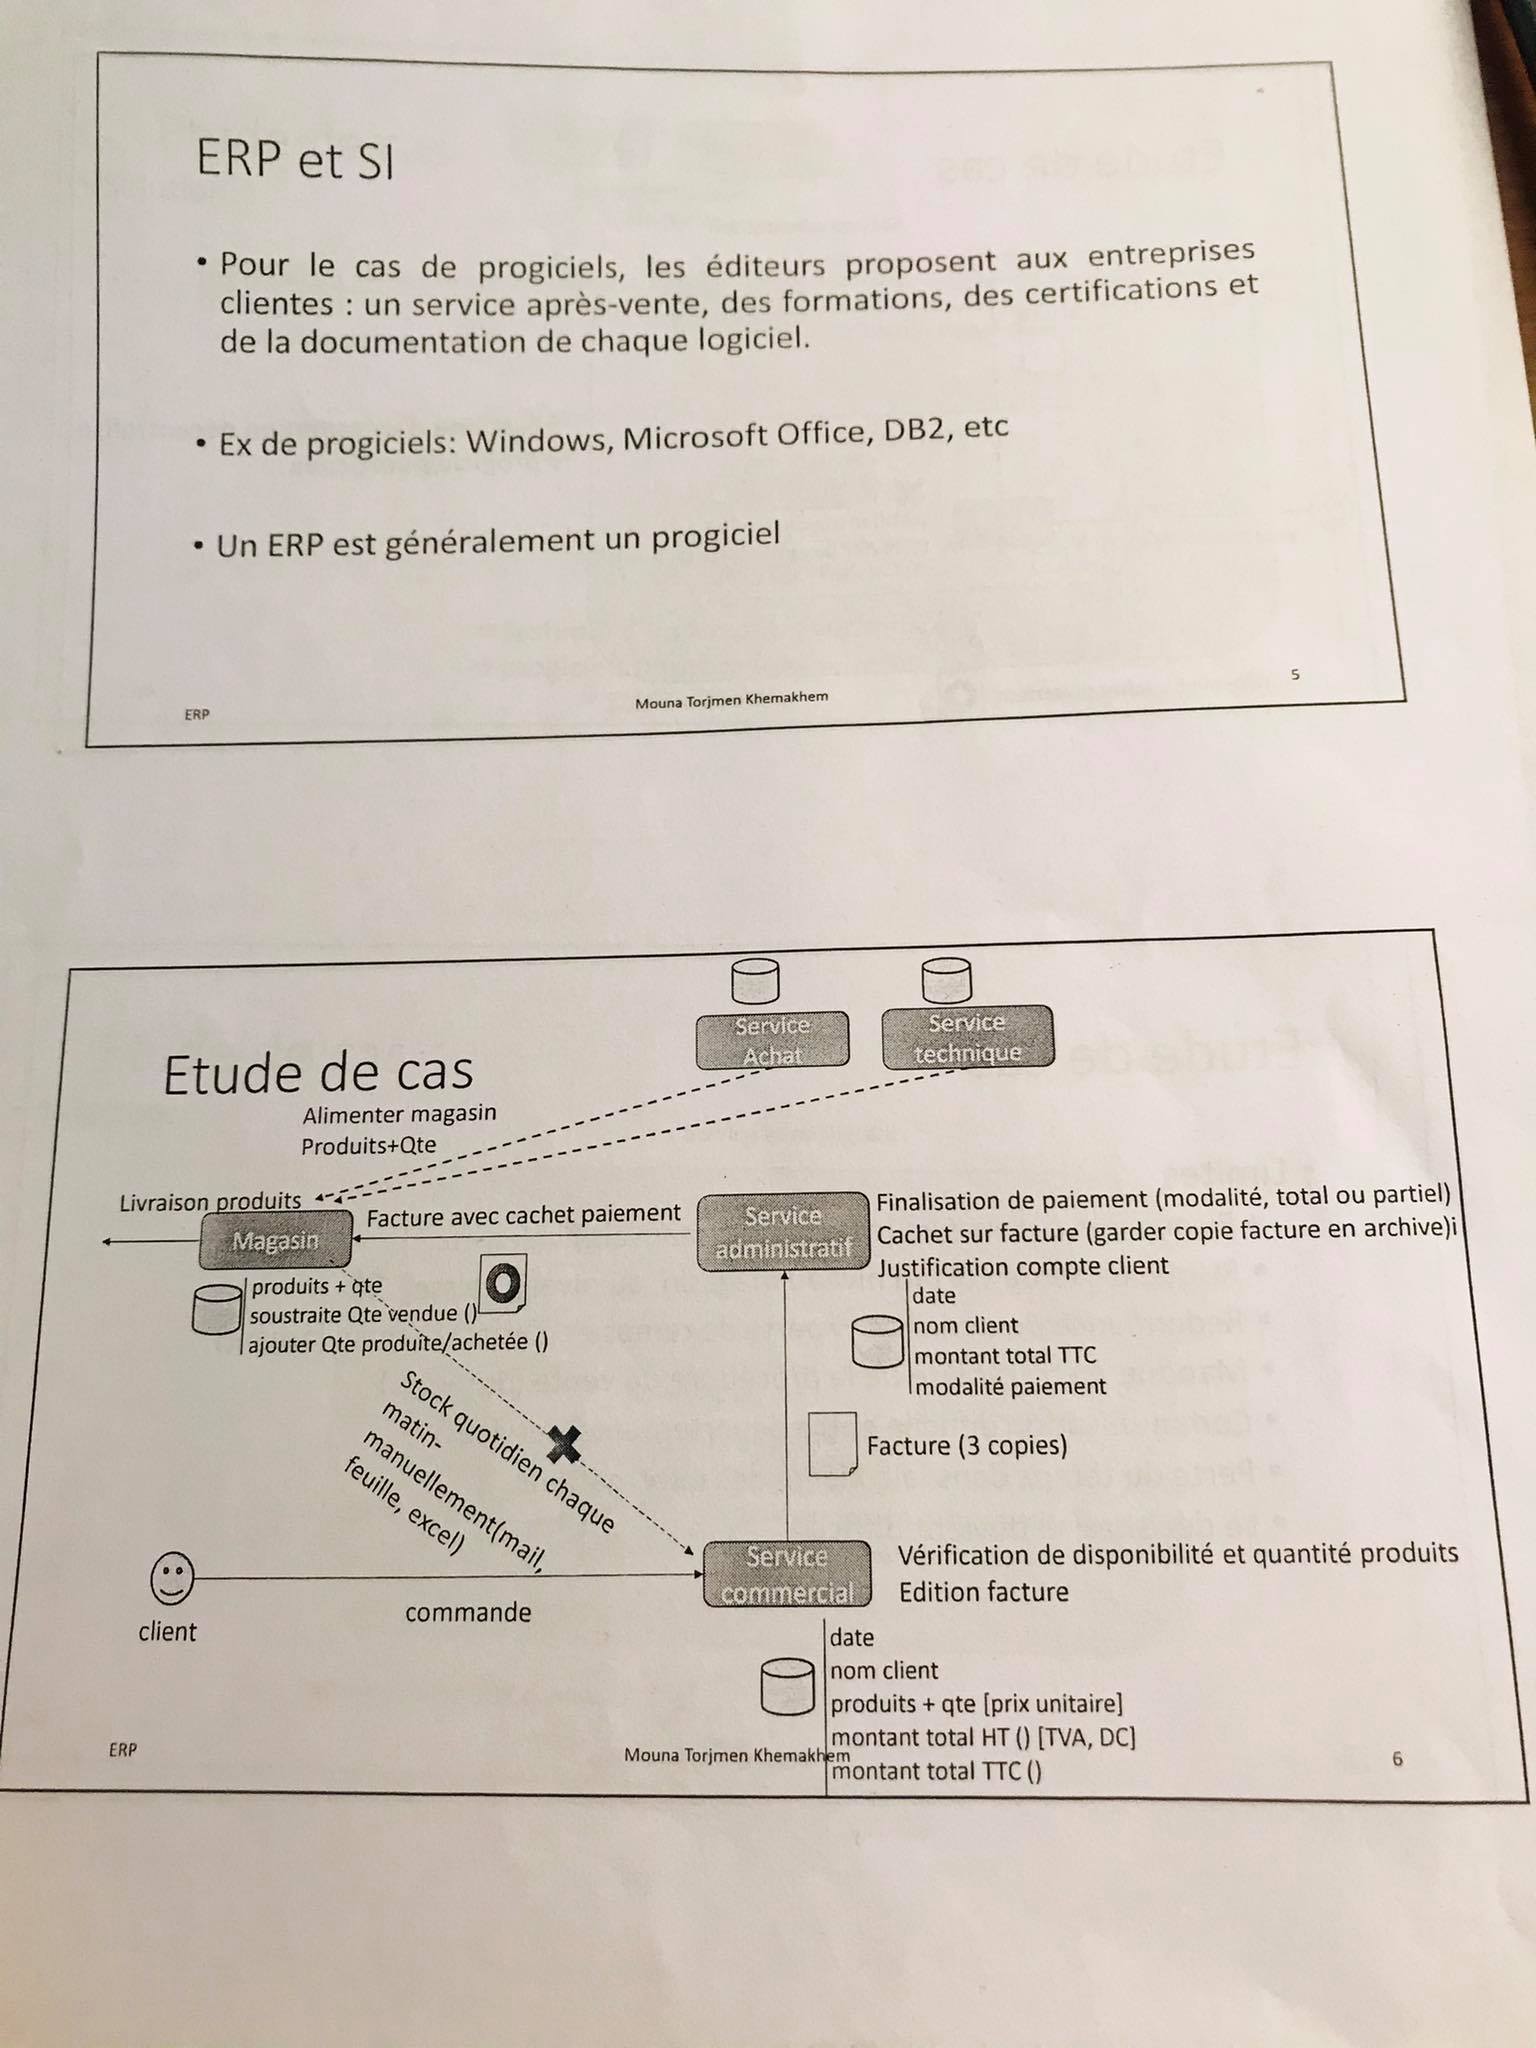 ERP et SI
• Pour le cas de progiciels, les éditeurs proposent aux entreprises
clientes : un service après-vente, des formations, des certifications et
de la documentation de chaque logiciel.
• Ex de progiciels: Windows, Microsoft Office, DB2, etc
• Un ERP est généralement un progiciel
ERP
Mouna Torjmen Khemakhem
5
Service
Achat
Service
technique
Etude de cas
Alimenter magasin
Produits+Qte
Livraison produits
Magasin
Facture avec cachet paiement
Service
administratif
Finalisation de paiement (modalité, total ou partiel)
Cachet sur facture (garder copie facture en archive)i
Justification compte client
produits + qte
soustraite Qte vendue ()
ajouter Qte produite/achetée ()
date
nom client
montant total TTC
modalité paiement
Stock quotidien chaque
matin-
manuellement(mail,
feuille, excel)
Facture (3 copies)
client
commande
Service
commercial
Vérification de disponibilité et quantité produits
Edition facture
date
nom client
produits + qte [prix unitaire]
montant total HT () [TVA, DC]
montant total TTC ()
ERP
Mouna Torjmen Khemakhem
6